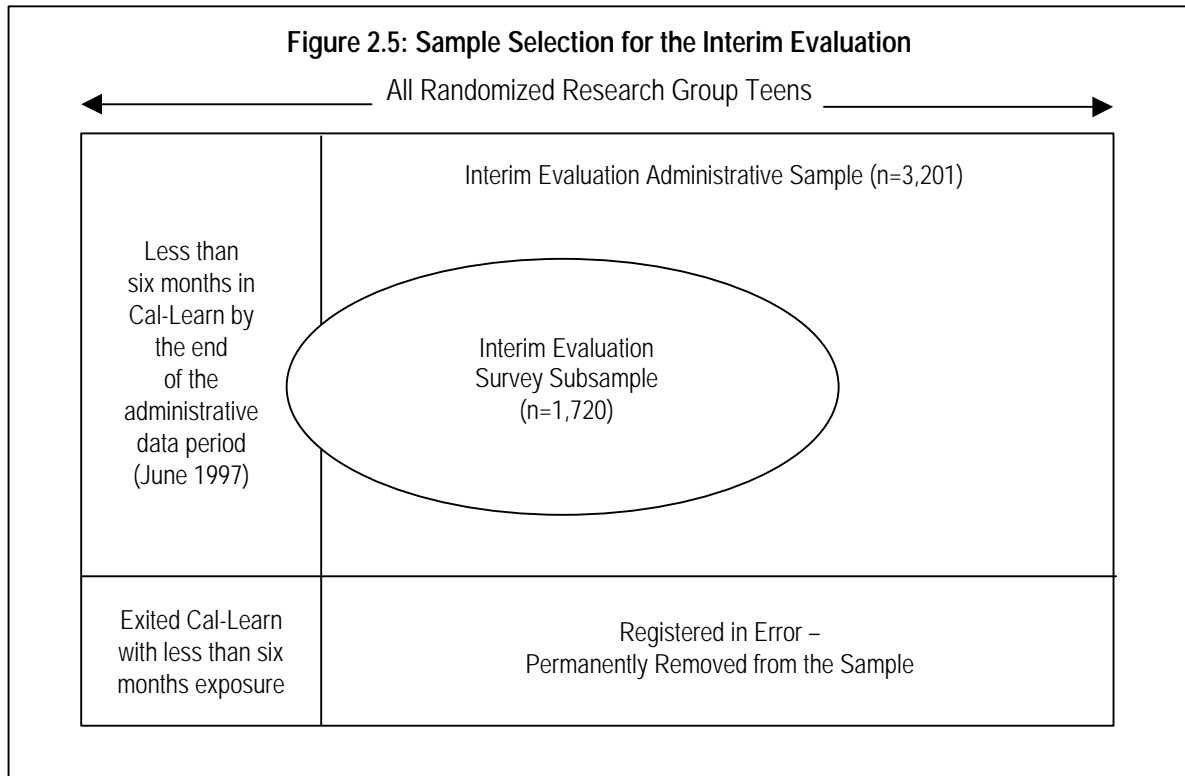 Figure 2.5: Sample Selection for the Interim Evaluation
All Randomized Research Group Teens
Interim Evaluation Administrative Sample (n=3,201)
Less than
six months in
Cal-Learn by
the end
of the
administrative
data period
(June 1997)
Interim Evaluation
Survey Subsample
(n=1,720)
Exited Cal-Learn
with less than six
months exposure
Registered in Error –
Permanently Removed from the Sample